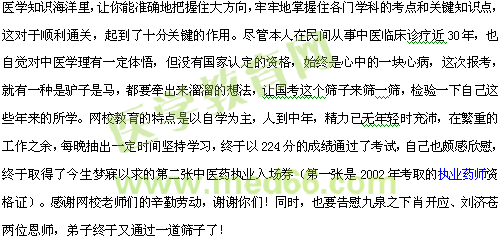 医学知识海洋里，让你能准确地把握住大方向，牢牢地掌握住各门学科的考点和关键知识点，
这对于顺利通关，起到了十分关键的作用。尽管本人在民间从事中医临床诊疗近 30 年，也
自觉对中医学理有一定体悟，但没有国家认定的资格，始终是心中的一块心病，这次报考，
就有一种是驴子是马，都要牵出来溜溜的想法，让国考这个筛子来筛一筛，检验一下自己这
些年来的所学。网校教育的特点是以自学为主，人到中年，精力已无年轻时充沛，在繁重的
工作之余，每晚抽出一定时间坚持学习，终于以 224 分的成绩通过了考试，自己也颇感欣慰，
终于取得了今生梦寐以求的第二张中医药执业入场券（第一张是 2002 年考取的执业药师资
格证）。感谢网校老师们的辛勤劳动，谢谢你们！同时，也要告慰九泉之下肖开应、刘济苍
两位恩师，弟子终于又通过一道筛子了！
医学教育网
www.med66.com